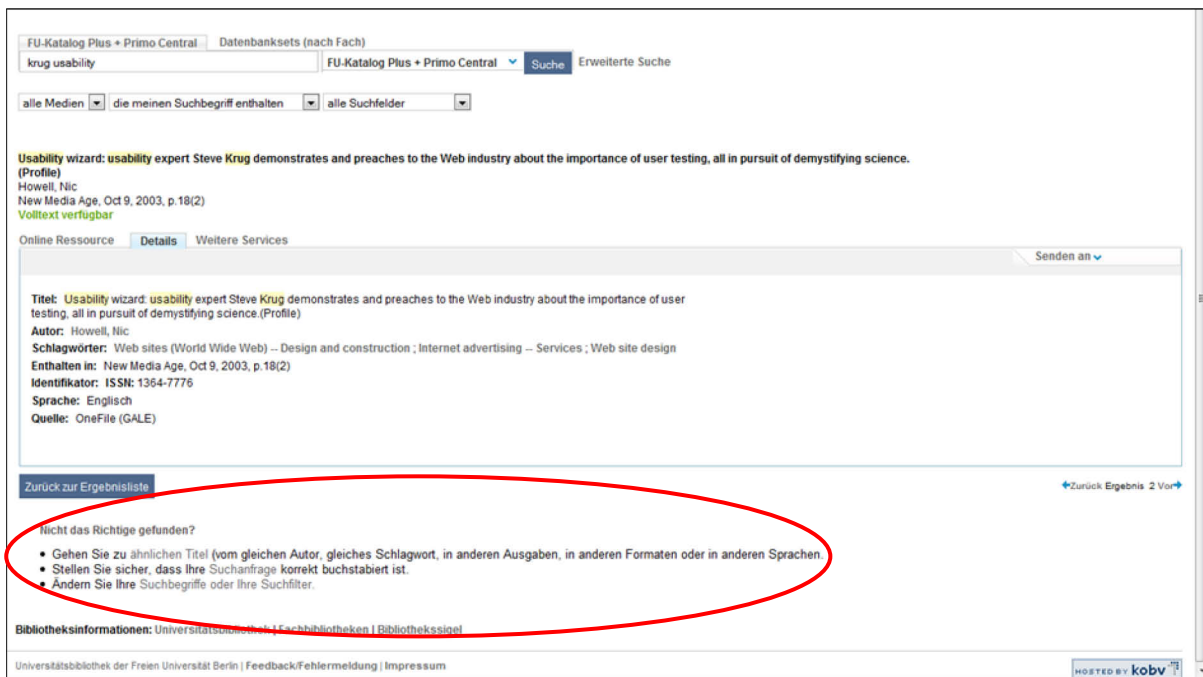 FU-Katalog Plus + Primo Central Datenbanksets (nach Fach)
krug usability FU-Katalog Plus + Primo Central Suche Erweiterte Suche
alle Medien die meinen Suchbegriff enthalten alle Suchfelder
Usability wizard: usability expert Steve Krug demonstrates and preaches to the Web industry about the importance of user testing, all in pursuit of demystifying science.
(Profile)
Howell, Nic
New Media Age, Oct 9, 2003, p.18(2)
Volltext verfügbar
Online Ressource Details Weitere Services
Senden an
Titel: Usability wizard: usability expert Steve Krug demonstrates and preaches to the Web industry about the importance of user
testing, all in pursuit of demystifying science.(Profile)
Autor: Howell, Nic
Schlagwörter: Web sites (World Wide Web) -- Design and construction ; Internet advertising -- Services ; Web site design
Enthalten in: New Media Age, Oct 9, 2003, p.18(2)
Identifikator: ISSN: 1364-7776
Sprache: Englisch
Quelle: OneFile (GALE)
Zurück zur Ergebnisliste Zurück Ergebnis 2 Vor
Nicht das Richtige gefunden?
• Gehen Sie zu ähnlichen Titel (vom gleichen Autor, gleiches Schlagwort, in anderen Ausgaben, in anderen Formaten oder in anderen Sprachen.
• Stellen Sie sicher, dass Ihre Suchanfrage korrekt buchstabiert ist.
• Ändern Sie Ihre Suchbegriffe oder Ihre Suchfilter.
Bibliotheksinformationen: Universitätsbibliothek | Fachbibliotheken | Bibliothekssigel
Universitätsbibliothek der Freien Universität Berlin | Feedback/Fehlermeldung | Impressum HOSTED BY kobv